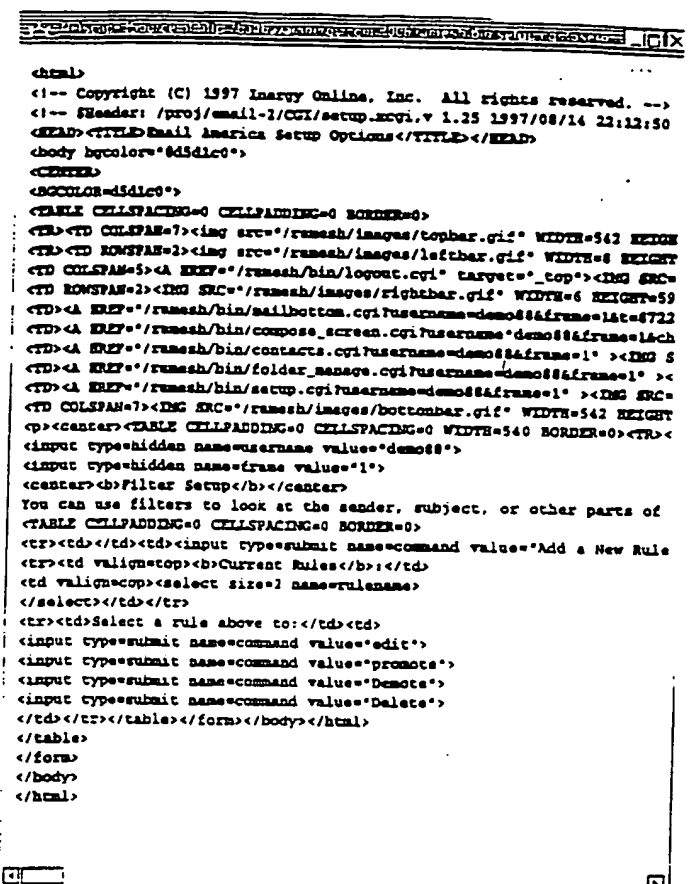 <html>
<!-- Copyright (C) 1997 Inergy Online, Inc. All rights reserved. -->
<!-- $Header: /proj/email-2/CGI/setup.xcgi,v 1.25 1997/08/14 22:12:50
<HEAD><TITLE>Email America Setup Options</TITLE></HEAD>
<body bgcolor="#d5d1c0">
<CENTER>
<BGCOLOR=d5d1c0">
<TABLE CELLSPACING=0 CELLPADDING=0 BORDER=0>
<TR><TD COLSPAN=7><img src="/ramesh/images/topbar.gif" WIDTH=542 HEIGH
<TR><TD ROWSPAN=2><img src="/ramesh/images/leftbar.gif" WIDTH=6 HEIGHT
<TD COLSPAN=5><A HREF="/ramesh/bin/logout.cgi" target="_top"><IMG SRC=
<TD ROWSPAN=2><IMG SRC="/ramesh/images/rightbar.gif" WIDTH=6 HEIGHT=59
<TD><A HREF="/ramesh/bin/mailbottom.cgi?username=demo88&frame=1&t=8722
<TD><A HREF="/ramesh/bin/compose_screen.cgi?username=demo88&frame=1&ch
<TD><A HREF="/ramesh/bin/contacts.cgi?username=demo88&frame=1" ><IMG S
<TD><A HREF="/ramesh/bin/folder_manage.cgi?username=demo88&frame=1" ><
<TD><A HREF="/ramesh/bin/setup.cgi?username=demo88&frame=1" ><IMG SRC=
<TD COLSPAN=7><IMG SRC="/ramesh/images/bottombar.gif" WIDTH=542 HEIGHT
<p><center><TABLE CELLPADDING=0 CELLSPACING=0 WIDTH=540 BORDER=0><TR><
<input type=hidden name=username value="demo88">
<input type=hidden name=frame value="1">
<center><b>Filter Setup</b></center>
You can use filters to look at the sender, subject, or other parts of
<TABLE CELLPADDING=0 CELLSPACING=0 BORDER=0>
<tr><td></td><td><input type=submit name=command value="Add a New Rule
<tr><td valign=top><b>Current Rules</b>:</td>
<td valign=top><select size=2 name=rulename>
</select></td></tr>
<tr><td>Select a rule above to:</td><td>
<input type=submit name=command value="edit">
<input type=submit name=command value="promote">
<input type=submit name=command value="Demote">
<input type=submit name=command value="Delete">
</td></tr></table></form></body></html>
</table>
</form>
</body>
</html>